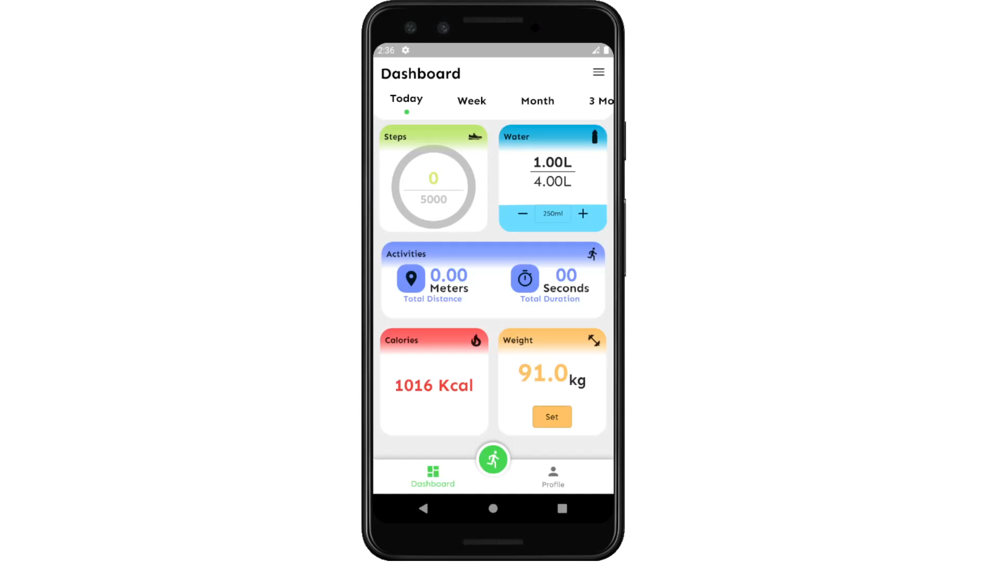 2:36
Dashboard
Today Week Month 3 Mo
Steps
0
5000
Water
1.00L
4.00L
250ml
Activities
0.00
Meters
Total Distance
00
Seconds
Total Duration
Calories
1016 Kcal
Weight
91.0kg
Set
Dashboard
Profile